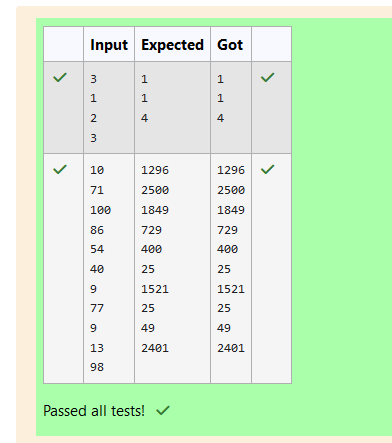 Input Expected Got
3 1 1
1 1 1
2 4 4
3
10 1296 1296
71 2500 2500
100 1849 1849
86 729 729
54 400 400
40 25 25
9 1521 1521
77 25 25
9 49 49
13 2401 2401
98
Passed all tests!